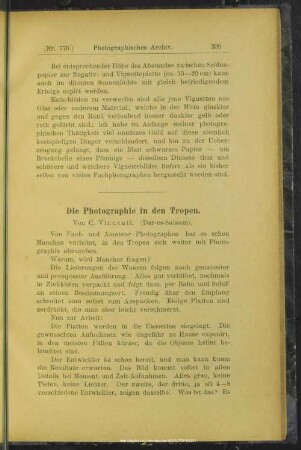 [Nr. 770.] Photographisches Archiv. 309
Bei entsprechender Höhe des Abstandes zwischen Seiden-
papier zur Negativ- und Vignettplatte (ca. 15—20 cm) kann
auch im directen Sonnenlichte mit gleich befriedigendem
Erfolge copirt werden.
Entschieden zu verwerfen sind alle jene Vignetten aus
Glas oder anderem Material, welche in der Mitte glasklar
und gegen den Rand verlaufend immer dunkler gelb oder
roth gefärbt sind; ich habe im Anfange meiner photogra-
phischen Thätigkeit viel unnützes Geld auf diese ziemlich
kostspieligen Dinger verschleudert, und bin zu der Ueber-
zeugung gelangt, dass ein Blatt schwarzes Papier — um
Bruchtheile eines Pfennigs — dieselben Dienste thut und
schönere und weichere Vignettenbilder liefert als sie bisher
selbst von vielen Fachphotographen hergestellt worden sind.
Die Photographie in den Tropen.
Von C. Vincenti. (Dar-es-Salaam).
Von Fach- und Amateur-Photographen hat es schon
Manchen verleitet, in den Tropen sich weiter mit Photo-
graphie abzugeben.
Warum, wird Mancher fragen?
Die Lieferungen der Waaren folgen nach genauester
und promptester Ausführung. Alles gut verlöthet, nochmals
in Zinkkisten verpackt und folgt dann per Bahn und Schiff
an seinen Bestimmungsort. Freudig über den Empfang
schreitet man sofort zum Auspacken. Einige Platten sind
zerdrückt, die man aber leicht verschmerzt.
Nun zur Arbeit:
Die Platten werden in die Cassetten eingelegt. Die
gewünschten Aufnahmen wie ungefähr zu Hause exponirt,
in den meisten Fällen kürzer, da die Objecte heller be-
leuchtet sind.
Der Entwickler ist schon bereit, und man kann kaum
die Resultate erwarten. Das Bild kommt sofort in allen
Details bei Moment- und Zeit-Aufnahmen. Alles grau, keine
Tiefen, keine Lichter. Der zweite, der dritte, ja oft 4—8
verschiedene Entwickler, zeigen dasselbe. Was ist das? Es